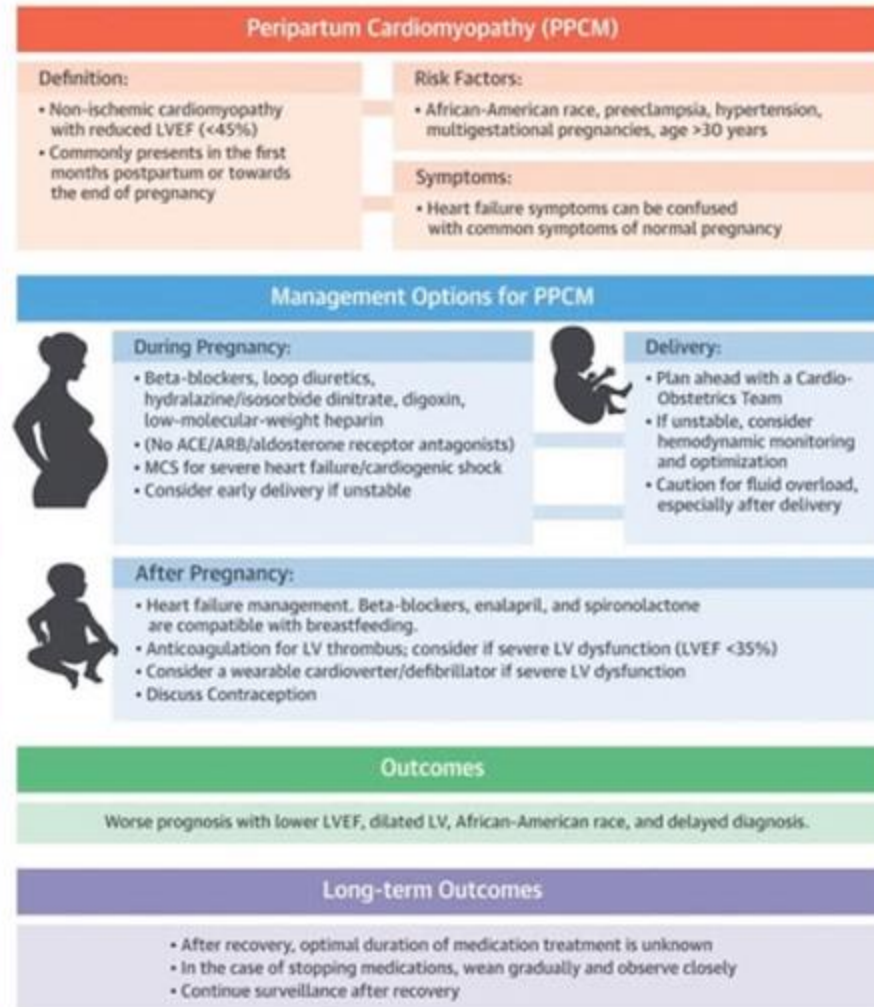 Peripartum Cardiomyopathy (PPCM)
Definition:
• Non-ischemic cardiomyopathy
with reduced LVEF (<45%)
• Commonly presents in the first
months postpartum or towards
the end of pregnancy
Risk Factors:
• African-American race, preeclampsia, hypertension,
multigestational pregnancies, age >30 years
Symptoms:
• Heart failure symptoms can be confused
with common symptoms of normal pregnancy
Management Options for PPCM
During Pregnancy:
• Beta-blockers, loop diuretics,
hydralazine/isosorbide dinitrate, digoxin,
low-molecular-weight heparin
• (No ACE/ARB/aldosterone receptor antagonists)
• MCS for severe heart failure/cardiogenic shock
• Consider early delivery if unstable
Delivery:
• Plan ahead with a Cardio-
Obstetrics Team
• If unstable, consider
hemodynamic monitoring
and optimization
• Caution for fluid overload,
especially after delivery
After Pregnancy:
• Heart failure management. Beta-blockers, enalapril, and spironolactone
are compatible with breastfeeding.
• Anticoagulation for LV thrombus; consider if severe LV dysfunction (LVEF <35%)
• Consider a wearable cardioverter/defibrillator if severe LV dysfunction
• Discuss Contraception
Outcomes
Worse prognosis with lower LVEF, dilated LV, African-American race, and delayed diagnosis.
Long-term Outcomes
• After recovery, optimal duration of medication treatment is unknown
• In the case of stopping medications, wean gradually and observe closely
• Continue surveillance after recovery